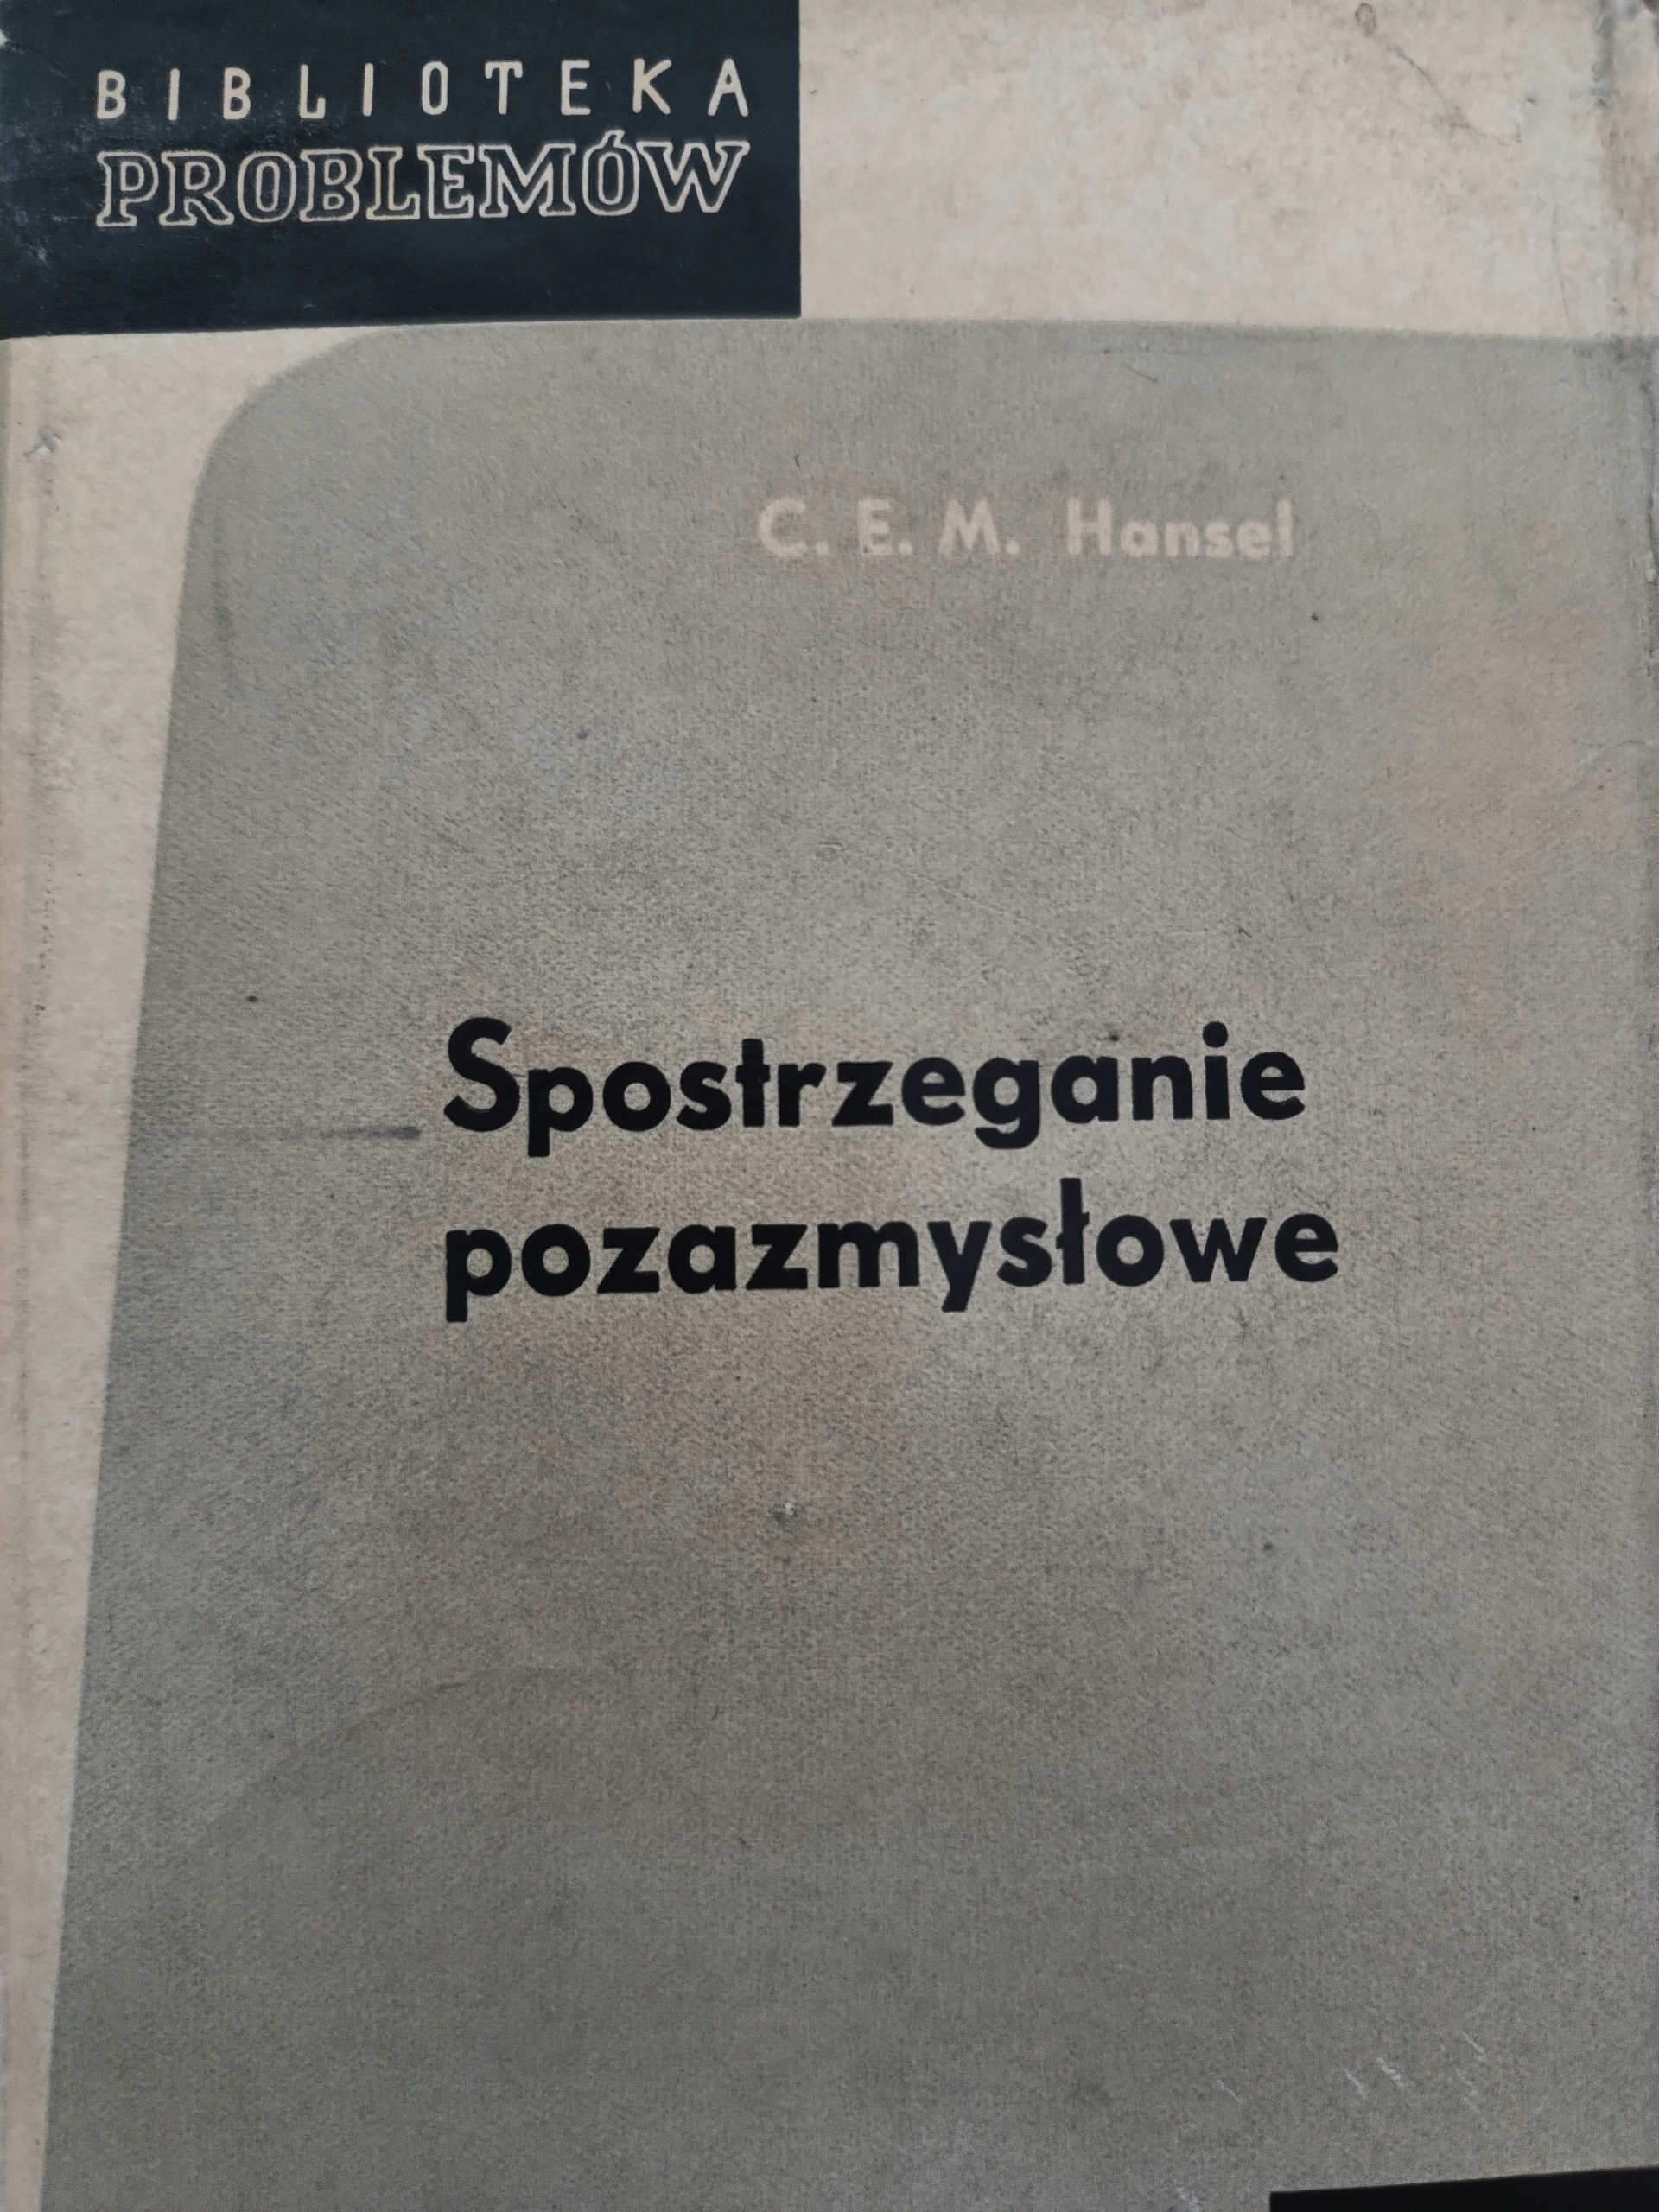 BIBLIOTEKA
PROBLEMÓW
C. E. M. Hansel
Spostrzeganie
pozazmysłowe